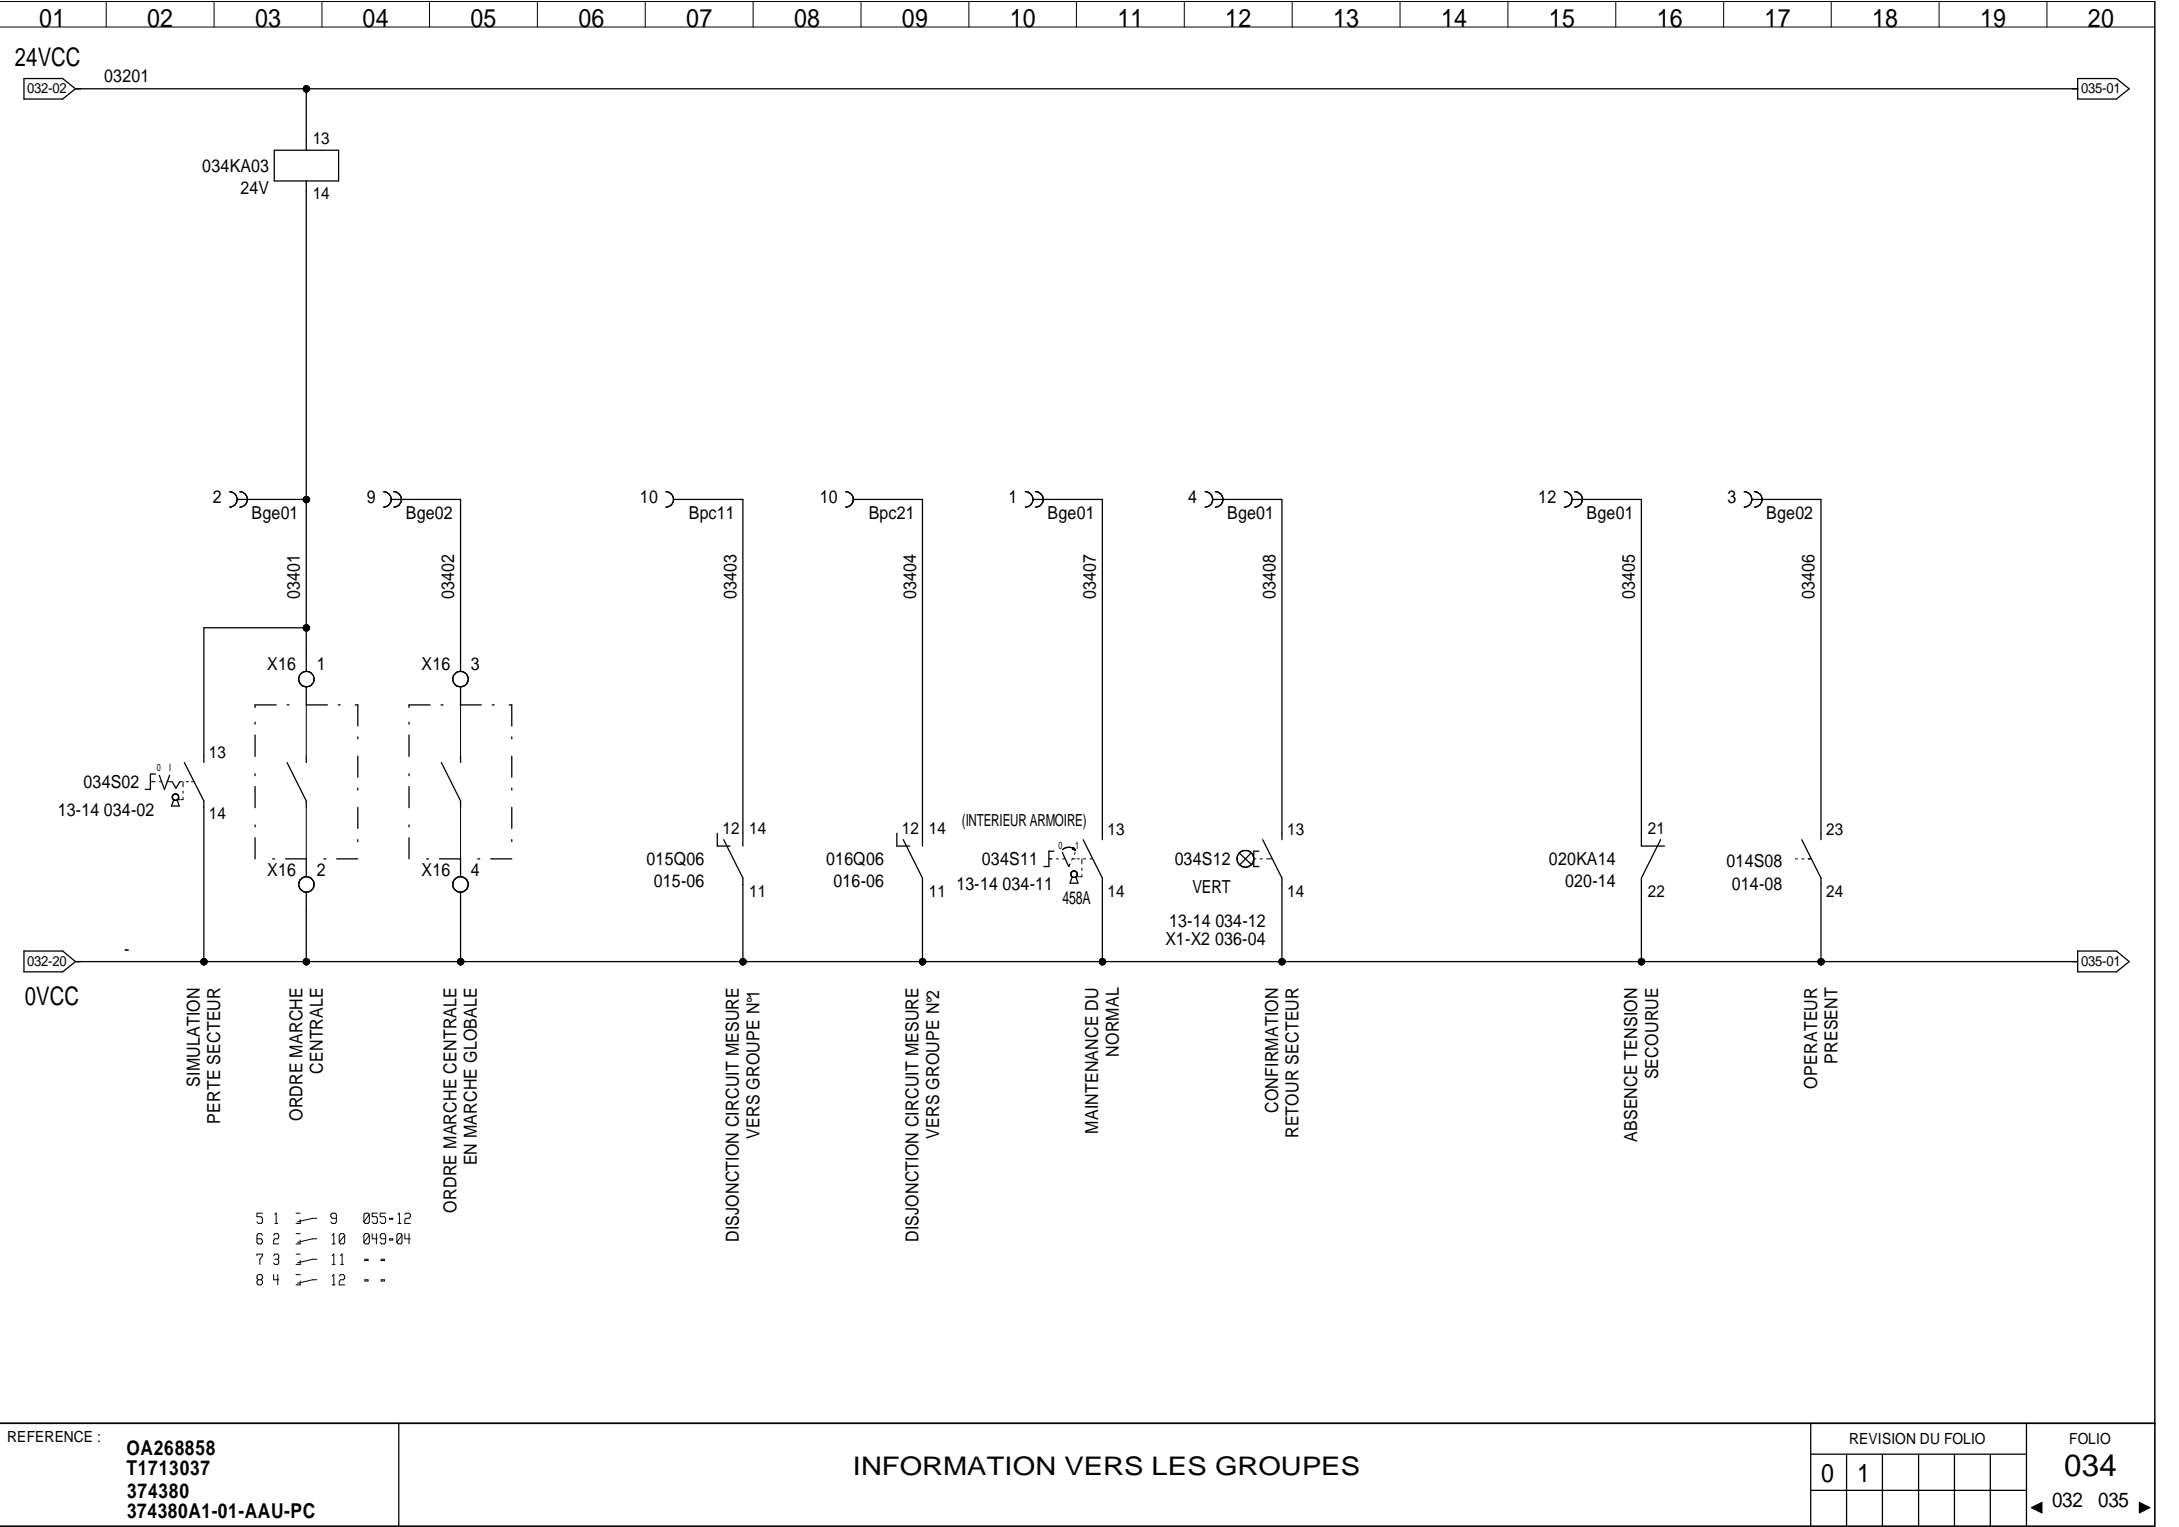 01 02 03 04 05 06 07 08 09 10 11 12 13 14 15 16 17 18 19 20
24VCC
032-02
03201
035-01
13
034KA03
24V
14
2
Bge01
9
Bge02
10
Bpc11
10
Bpc21
1
Bge01
4
Bge01
12
Bge01
3
Bge02
03401
03402
03403
03404
03407
03408
03405
03406
X16 1
X16 3
13
0 1
034S02
13-14 034-02
14
X16 2
X16 4
12 14
015Q06
015-06
11
12 14
016Q06
016-06
11
(INTERIEUR ARMOIRE)
13
0 1
034S11
13-14 034-11
458A
14
13
034S12
VERT
14
13-14 034-12
X1-X2 036-04
21
020KA14
020-14
22
23
014S08
014-08
24
032-20
-
035-01
0VCC
SIMULATION
PERTE SECTEUR
ORDRE MARCHE
CENTRALE
ORDRE MARCHE CENTRALE
EN MARCHE GLOBALE
DISJONCTION CIRCUIT MESURE
VERS GROUPE N°1
DISJONCTION CIRCUIT MESURE
VERS GROUPE N°2
MAINTENANCE DU
NORMAL
CONFIRMATION
RETOUR SECTEUR
ABSENCE TENSION
SECOURUE
OPERATEUR
PRESENT
5 1 9 055-12
6 2 10 049-04
7 3 11 - -
8 4 12 - -
REFERENCE :
OA268858
T1713037
374380
374380A1-01-AAU-PC
INFORMATION VERS LES GROUPES
REVISION DU FOLIO
0 1
FOLIO
034
032 035